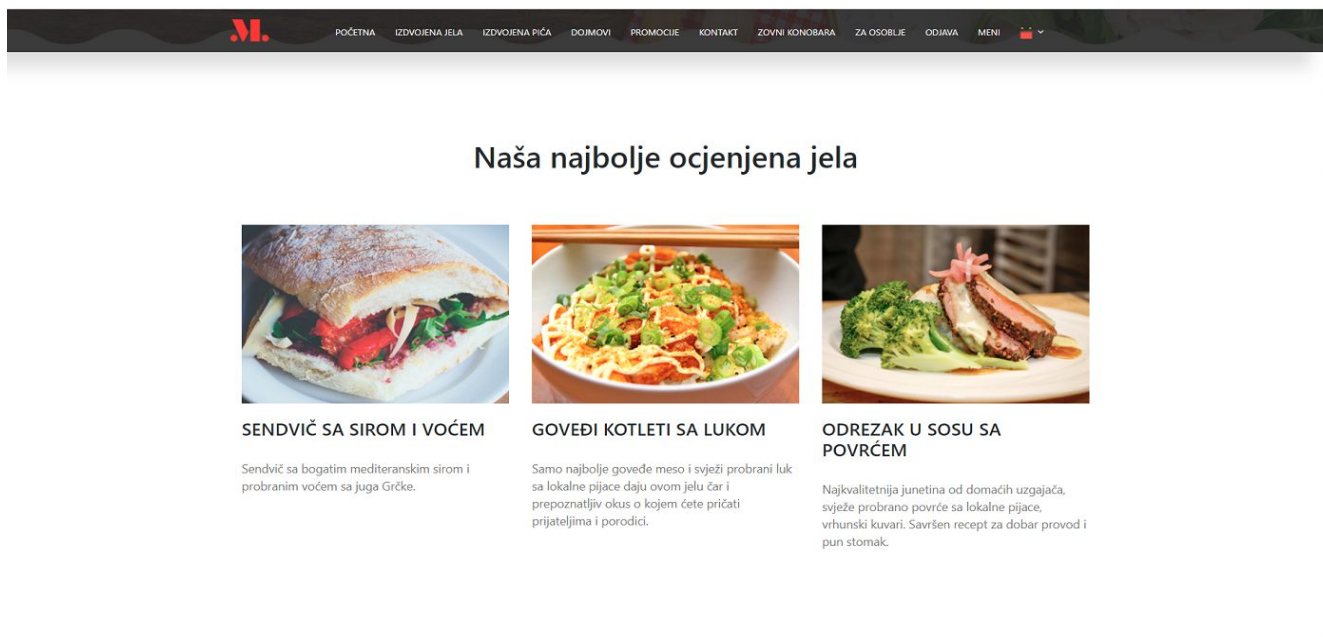 M.
POČETNA IZDVOJENA JELA IZDVOJENA PIĆA DOJMOVI PROMOCIJE KONTAKT ZOVNI KONOBARA ZA OSOBLJE ODJAVA MENI
Naša najbolje ocjenjena jela
SENDVIČ SA SIROM I VOĆEM
Sendvič sa bogatim mediteranskim sirom i
probranim voćem sa juga Grčke.
GOVEĐI KOTLETI SA LUKOM
Samo najbolje goveđe meso i svježi probrani luk
sa lokalne pijace daju ovom jelu čar i
prepoznatljiv okus o kojem ćete pričati
prijateljima i porodici.
ODREZAK U SOSU SA
POVRĆEM
Najkvalitetnija junetina od domaćih uzgajača,
svježe probrano povrće sa lokalne pijace,
vrhunski kuvari. Savršen recept za dobar provod i
pun stomak.